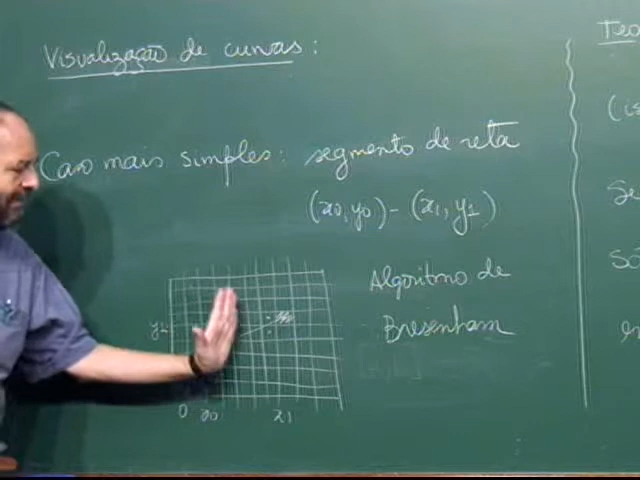 Visualização de curvas :
Caso mais simples: segmento de reta
(x0,y0) - (x1, y1)
Algoritmo de
Bresenham
y1
0 x0 x1